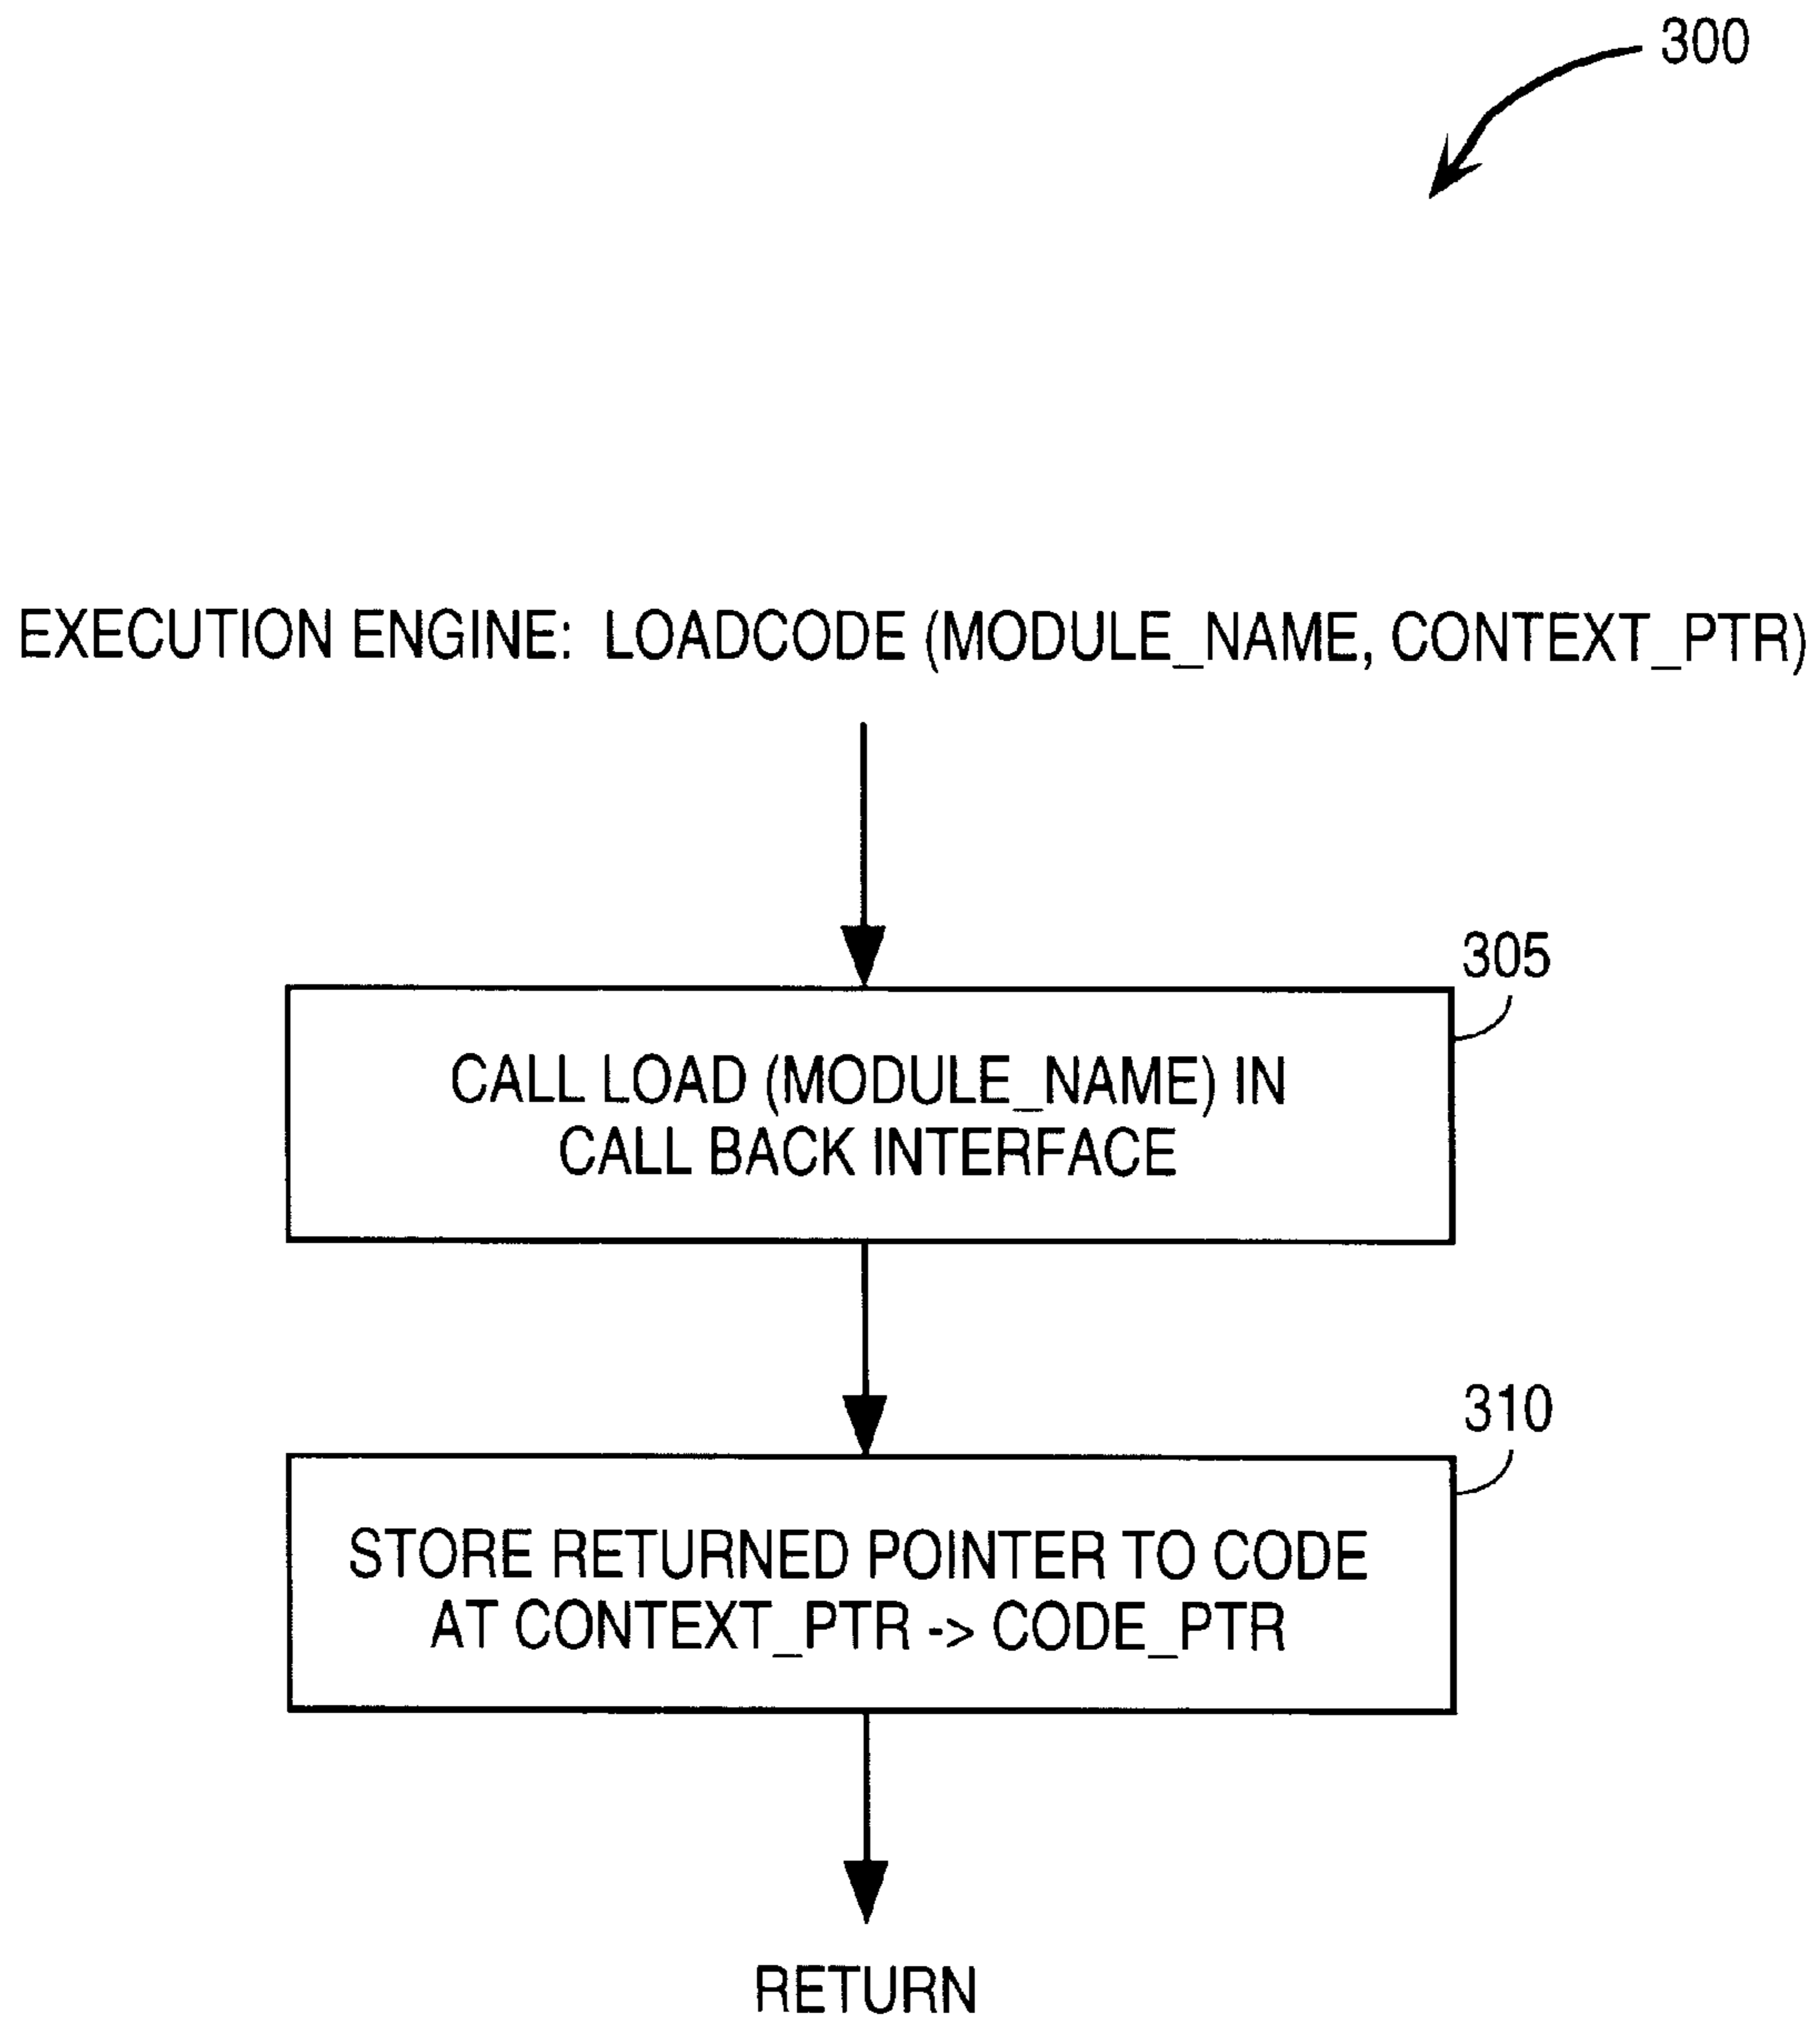 300
EXECUTION ENGINE: LOADCODE (MODULE_NAME, CONTEXT_PTR)
305
CALL LOAD (MODULE_NAME) IN
CALL BACK INTERFACE
310
STORE RETURNED POINTER TO CODE
AT CONTEXT_PTR -> CODE_PTR
RETURN